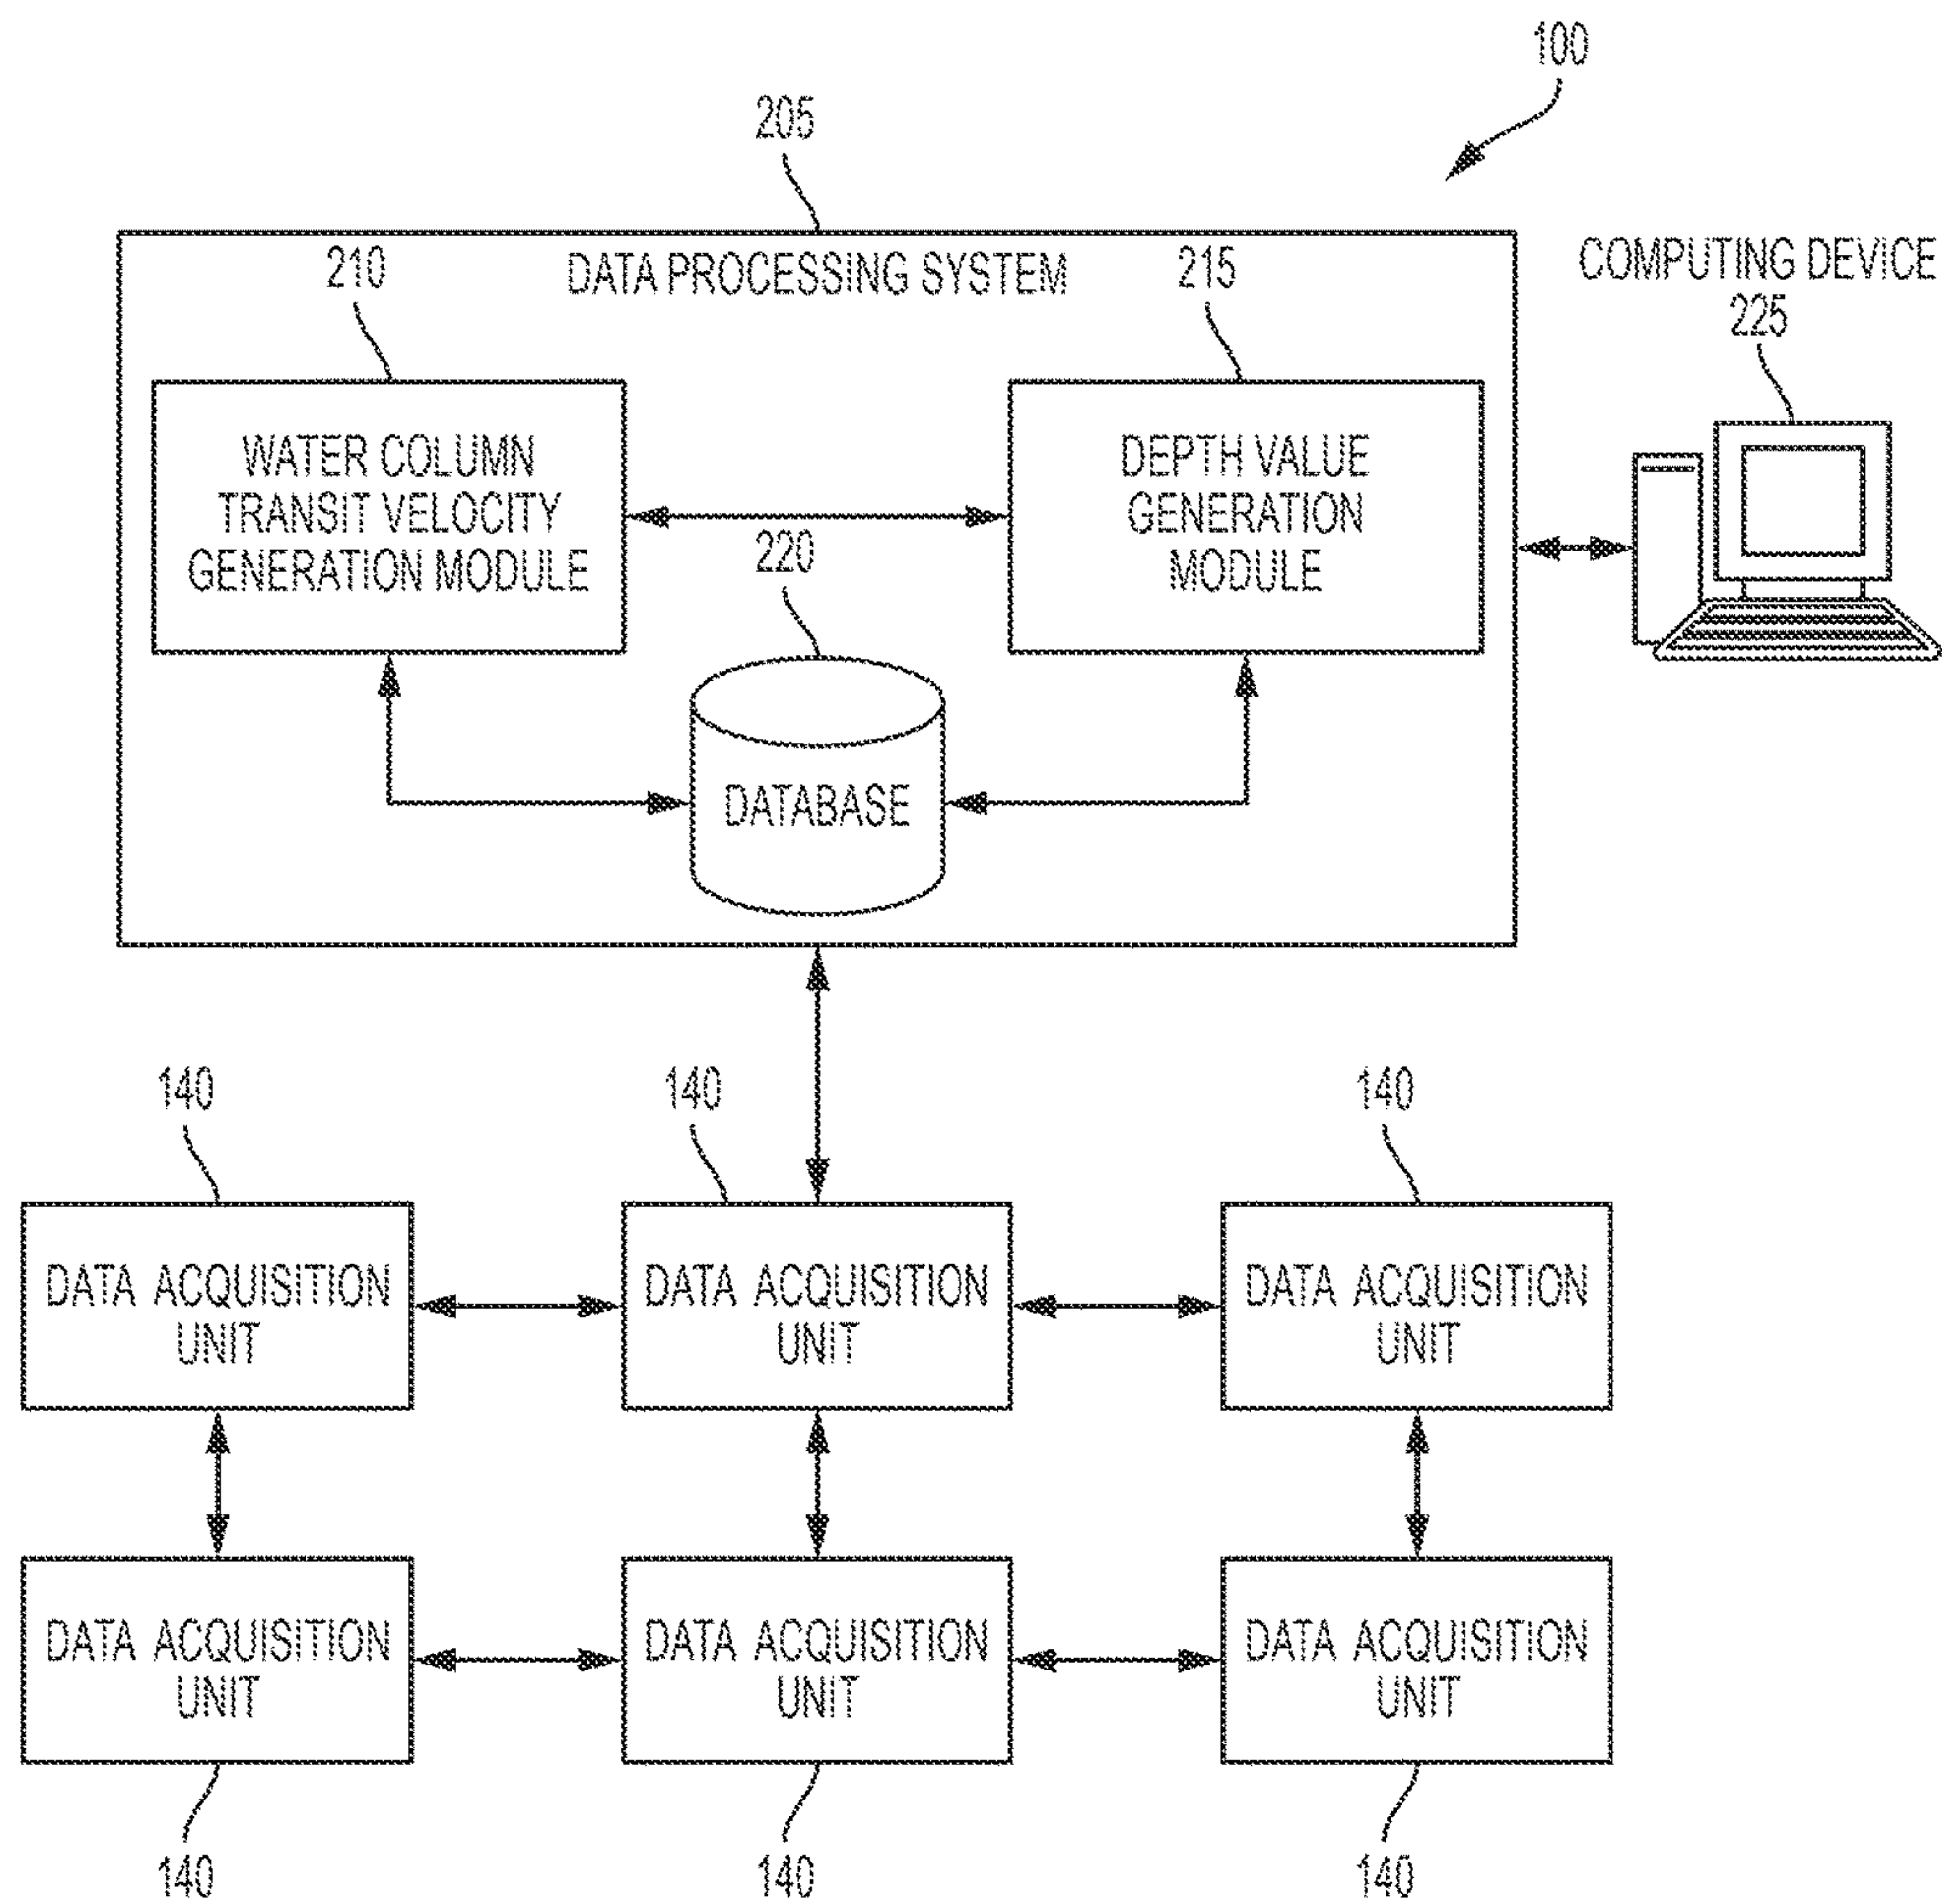 100
205
DATA PROCESSING SYSTEM
210
215
COMPUTING DEVICE
225
WATER COLUMN
TRANSIT VELOCITY
GENERATION MODULE
DEPTH VALUE
GENERATION
MODULE
220
DATABASE
140
140
140
DATA ACQUISITION
UNIT
DATA ACQUISITION
UNIT
DATA ACQUISITION
UNIT
DATA ACQUISITION
UNIT
DATA ACQUISITION
UNIT
DATA ACQUISITION
UNIT
140
140
140